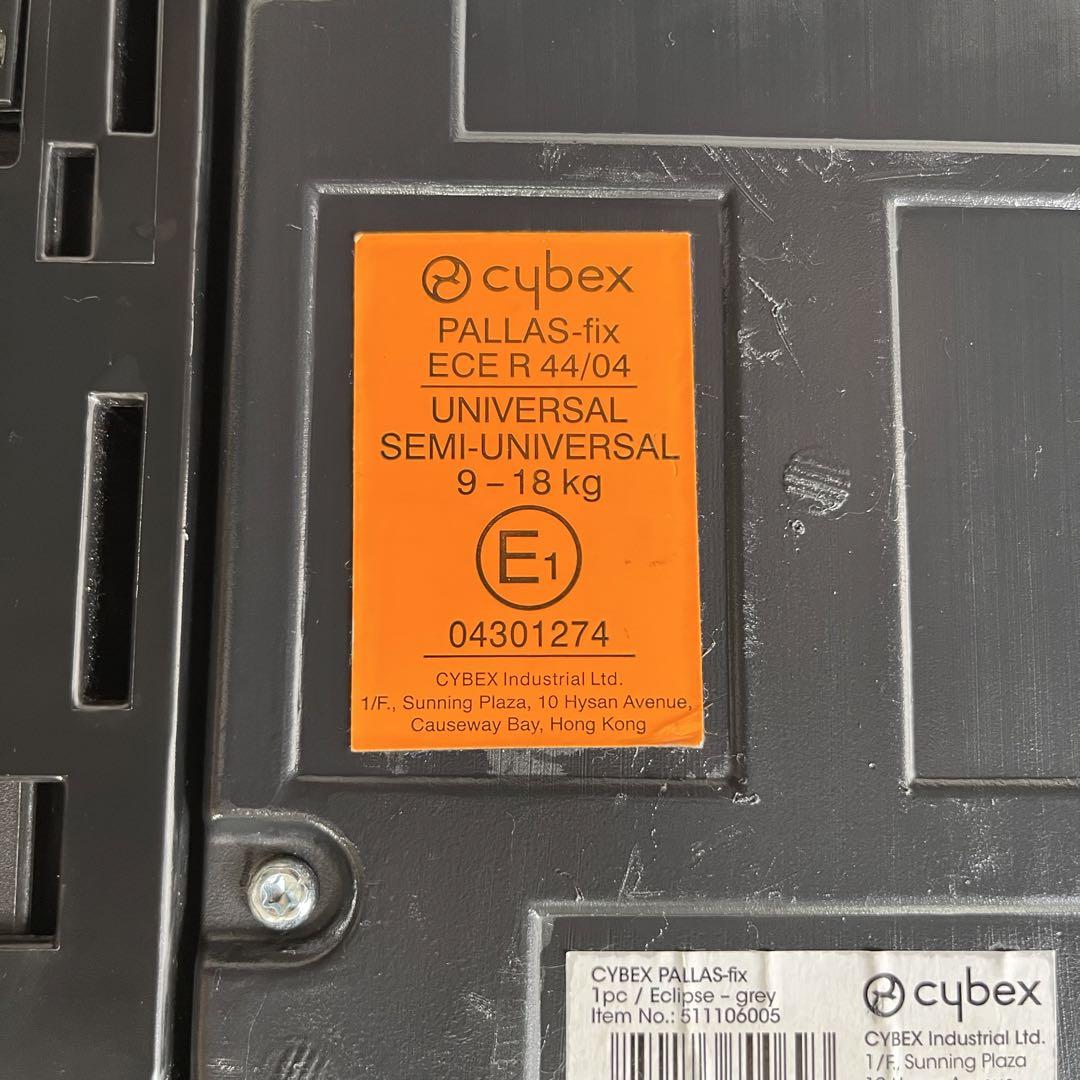 cybex
PALLAS-fix
ECE R 44/04
UNIVERSAL
SEMI-UNIVERSAL
9 – 18 kg
E1
04301274
CYBEX Industrial Ltd.
1/F., Sunning Plaza, 10 Hysan Avenue,
Causeway Bay, Hong Kong
CYBEX PALLAS-fix
1pc / Eclipse – grey
Item No.: 511106005
cybex
CYBEX Industrial Ltd.
1/F., Sunning Plaza